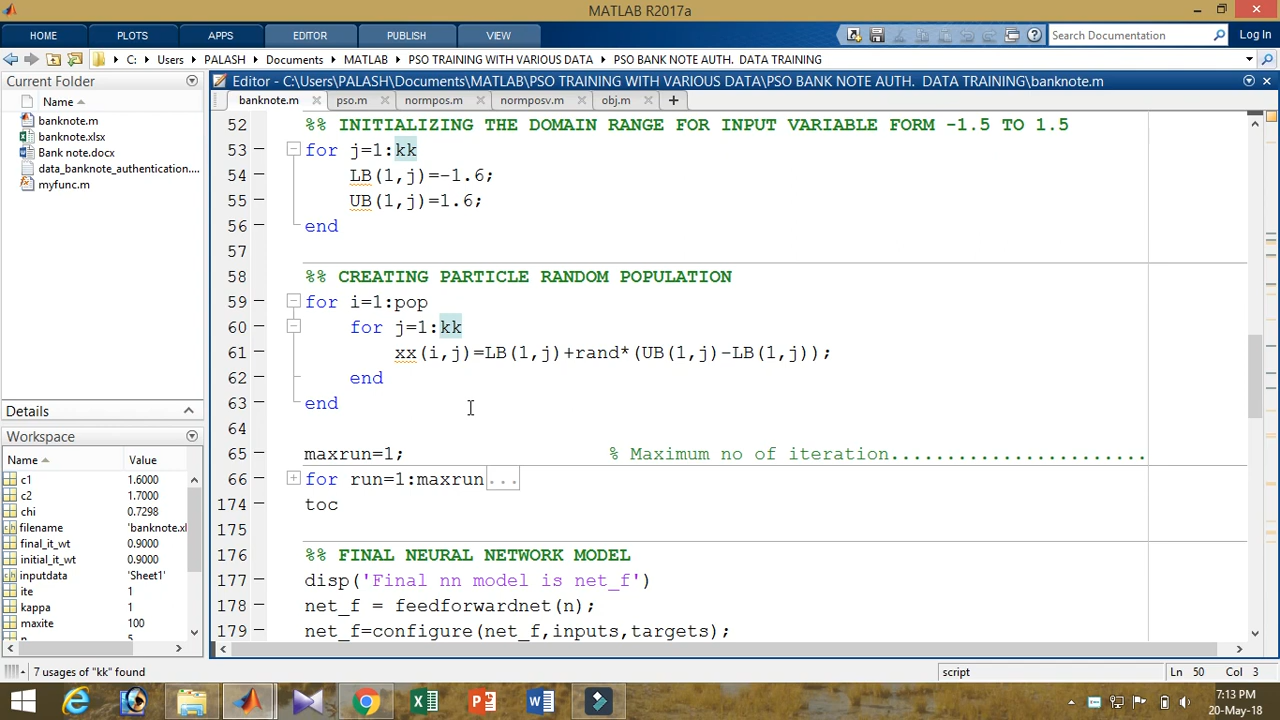 MATLAB R2017a
HOME
PLOTS
APPS
EDITOR
PUBLISH
VIEW
Search Documentation
Log In
C: Users PALASH Documents MATLAB PSO TRAINING WITH VARIOUS DATA PSO BANK NOTE AUTH. DATA TRAINING
Current Folder
Name
banknote.m
banknote.xlsx
Bank note.docx
data_banknote_authentication....
myfunc.m
Details
Workspace
Name Value
c1 1.6000
c2 1.7000
chi 0.7298
filename 'banknote.xl
final_it_wt 0.9000
initial_it_wt 0.9000
inputdata 'Sheet1'
ite 1
kappa 1
maxite 100
n 5
Editor - C:\Users\PALASH\Documents\MATLAB\PSO TRAINING WITH VARIOUS DATA\PSO BANK NOTE AUTH.  DATA TRAINING\banknote.m
banknote.m
pso.m
normpos.m
normposv.m
obj.m
52 %% INITIALIZING THE DOMAIN RANGE FOR INPUT VARIABLE FORM -1.5 TO 1.5
53 for j=1:kk
54 LB(1,j)=-1.6;
55 UB(1,j)=1.6;
56 end
57
58 %% CREATING PARTICLE RANDOM POPULATION
59 for i=1:pop
60 for j=1:kk
61 xx(i,j)=LB(1,j)+rand*(UB(1,j)-LB(1,j));
62 end
63 end
64
65 maxrun=1; % Maximum no of iteration.......................
66 for run=1:maxrun...
174 toc
175
176 %% FINAL NEURAL NETWORK MODEL
177 disp('Final nn model is net_f')
178 net_f = feedforwardnet(n);
179 net_f=configure(net_f,inputs,targets);
7 usages of "kk" found
script
Ln 50 Col 3
7:13 PM
20-May-18